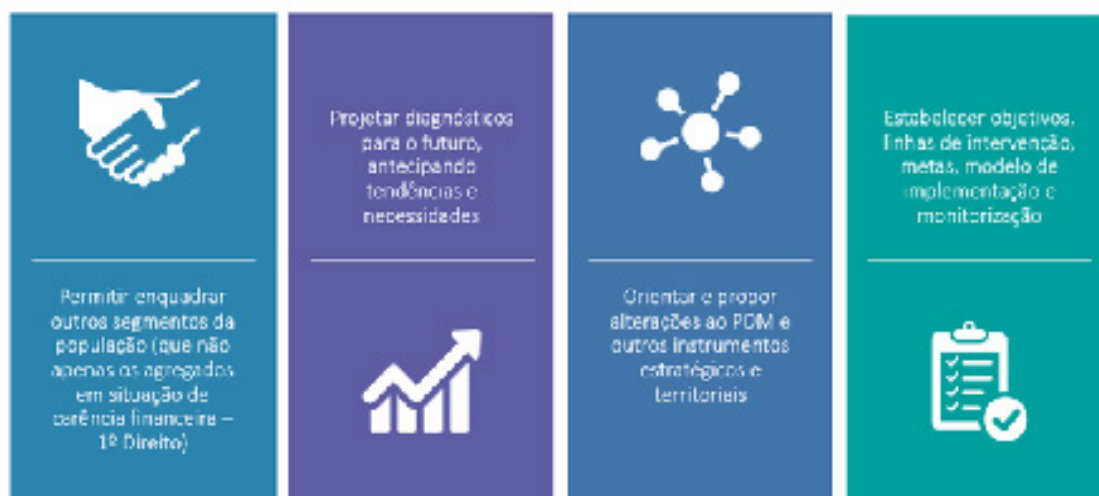 Permitir enquadrar
outros segmentos da
população (que não
apenas os agregados
em situação de
carência financeira –
1º Direito)
Projetar diagnósticos
para o futuro,
antecipando
tendências e
necessidades
Orientar e propor
alterações ao PDM e
outros instrumentos
estratégicos e
territoriais
Estabelecer objetivos,
linhas de intervenção,
metas, modelo de
implementação e
monitorização